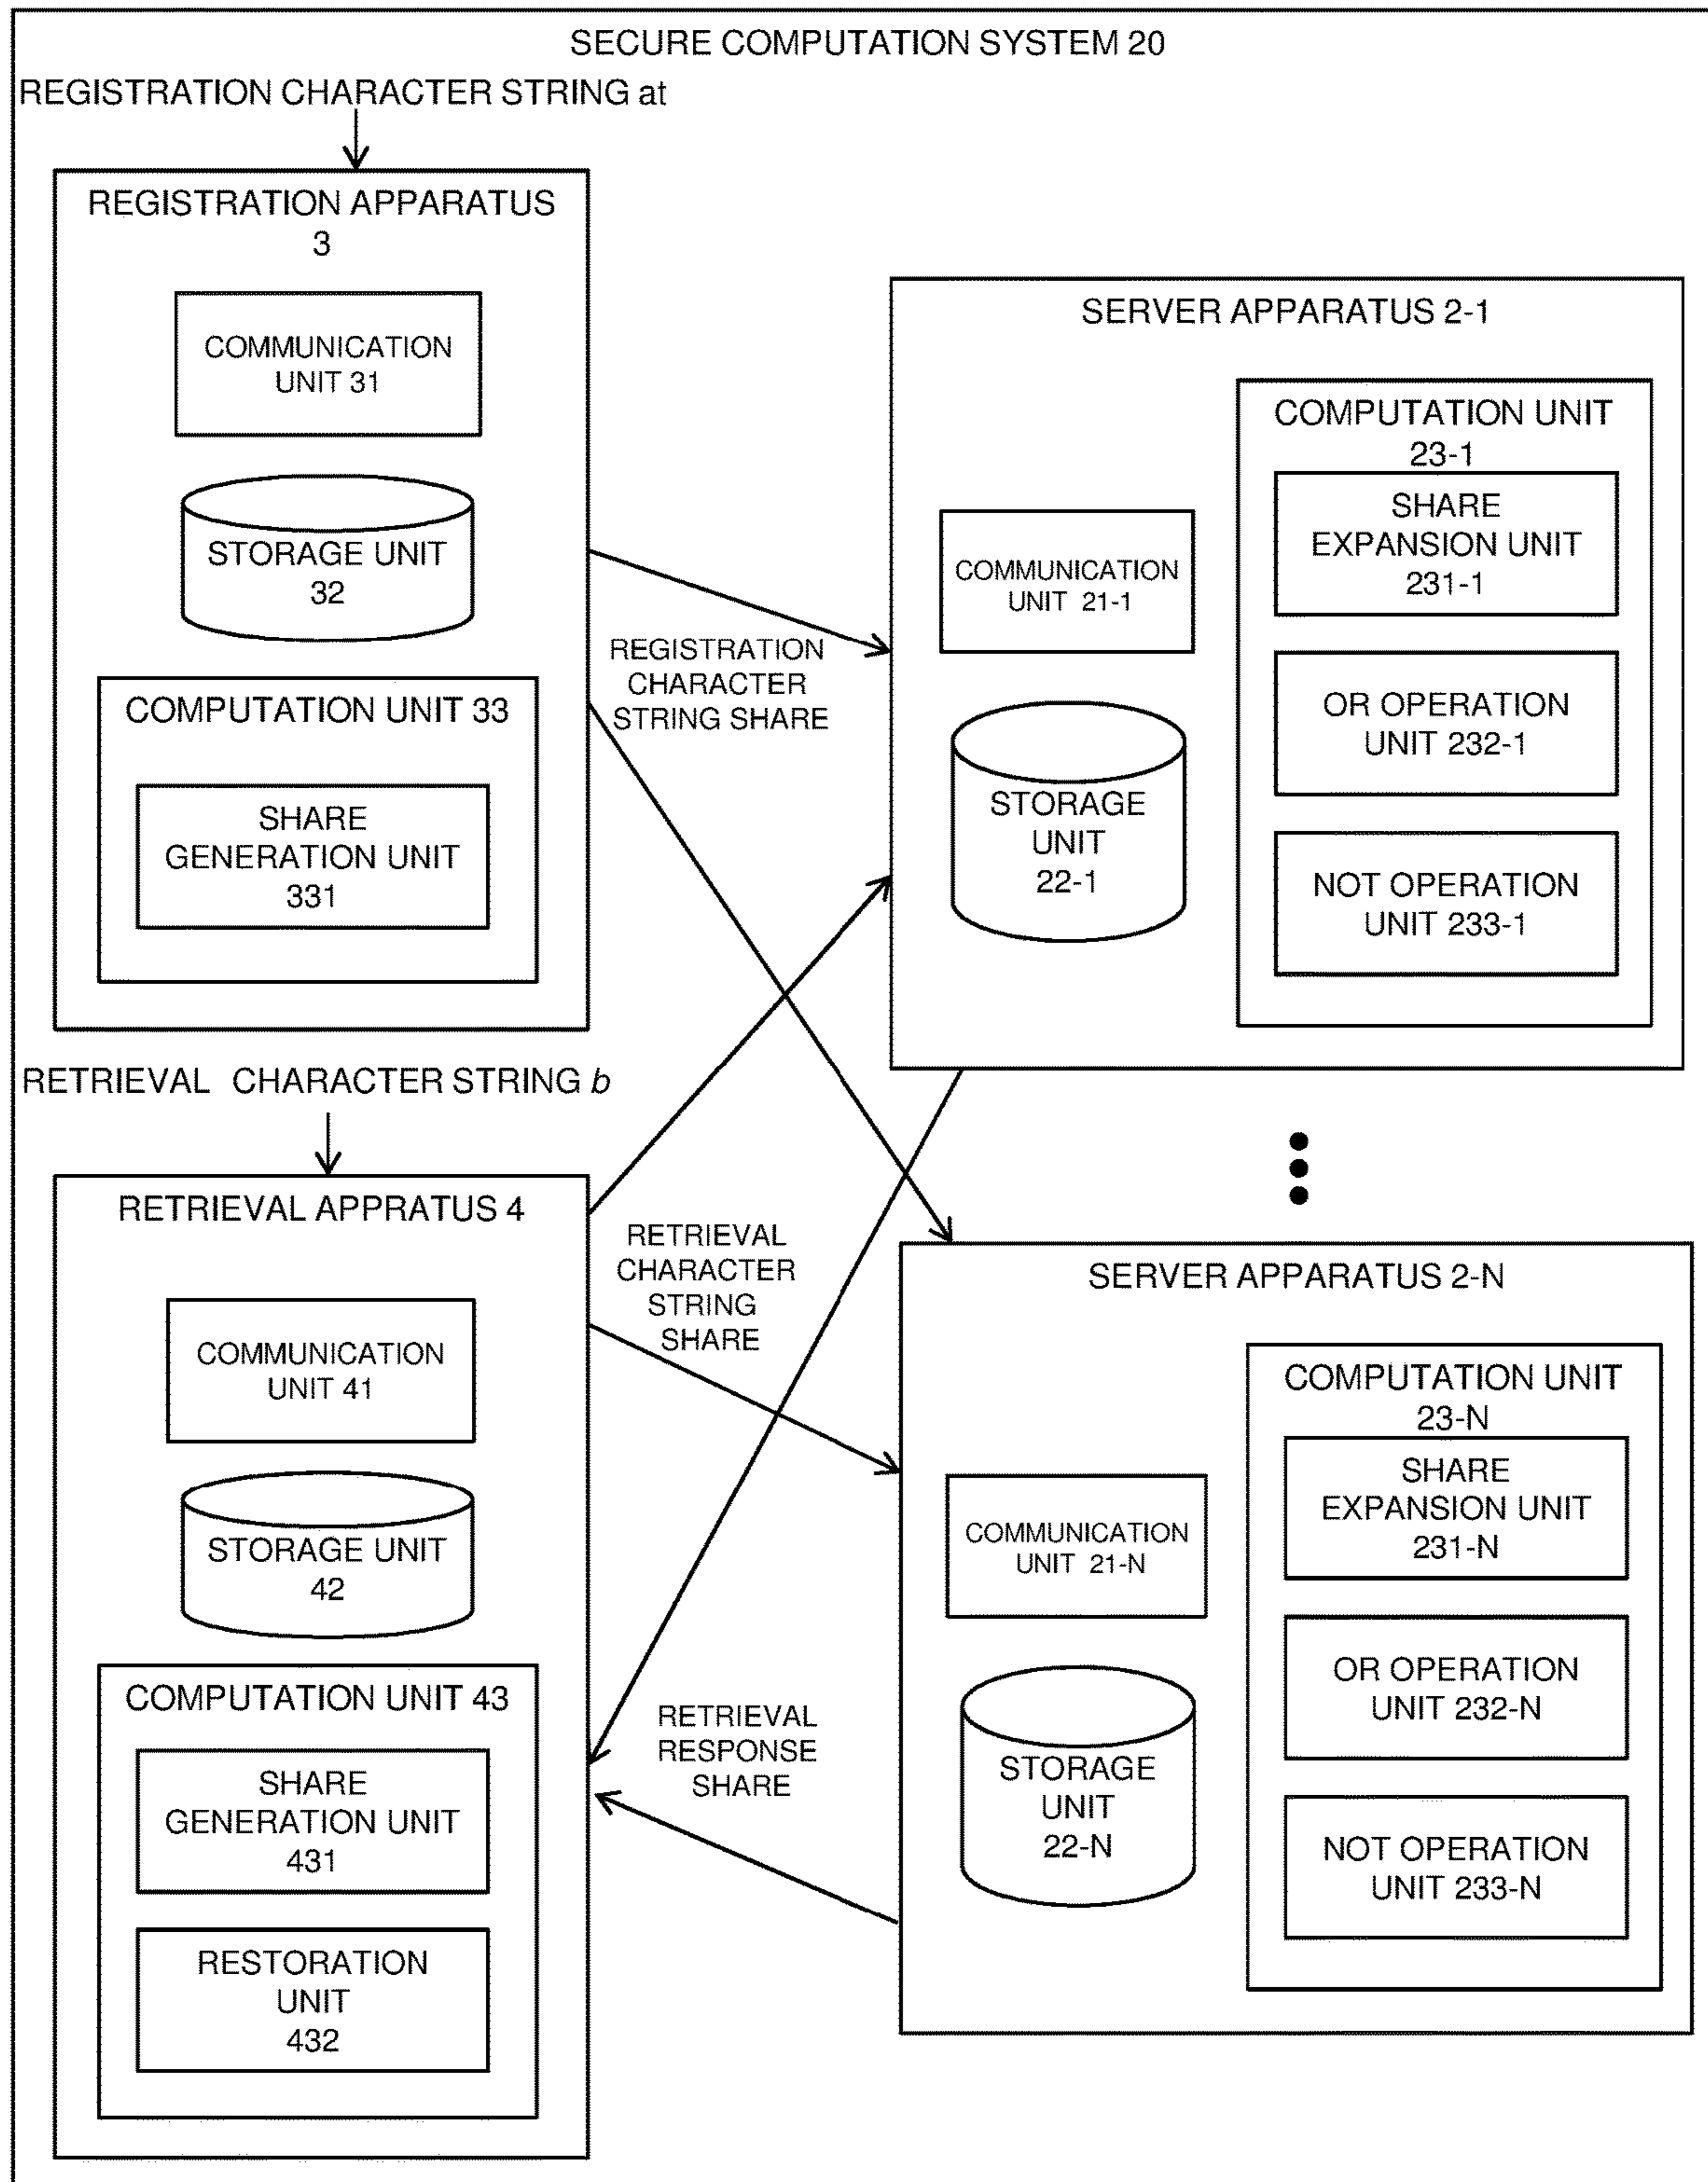 SECURE COMPUTATION SYSTEM 20
REGISTRATION CHARACTER STRING at
REGISTRATION APPARATUS
3
COMMUNICATION
UNIT 31
STORAGE UNIT
32
COMPUTATION UNIT 33
SHARE
GENERATION UNIT
331
REGISTRATION
CHARACTER
STRING SHARE
SERVER APPARATUS 2-1
COMMUNICATION
UNIT 21-1
STORAGE
UNIT
22-1
COMPUTATION UNIT
23-1
SHARE
EXPANSION UNIT
231-1
OR OPERATION
UNIT 232-1
NOT OPERATION
UNIT 233-1
RETRIEVAL CHARACTER STRING b
RETRIEVAL APPRATUS 4
COMMUNICATION
UNIT 41
STORAGE UNIT
42
COMPUTATION UNIT 43
SHARE
GENERATION UNIT
431
RESTORATION
UNIT
432
RETRIEVAL
CHARACTER
STRING
SHARE
RETRIEVAL
RESPONSE
SHARE
SERVER APPARATUS 2-N
COMMUNICATION
UNIT 21-N
STORAGE
UNIT
22-N
COMPUTATION UNIT
23-N
SHARE
EXPANSION UNIT
231-N
OR OPERATION
UNIT 232-N
NOT OPERATION
UNIT 233-N